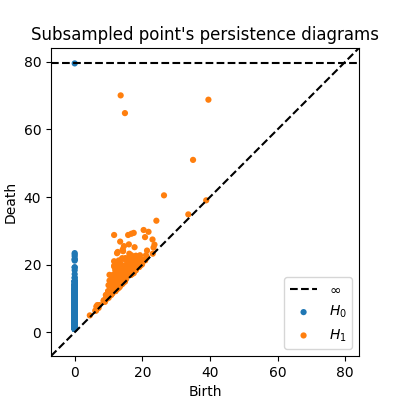 Subsampled point's persistence diagrams
80
60
40
20
0
Death
0 20 40 60 80
Birth
∞
H₀
H₁